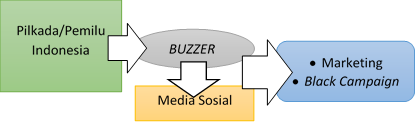 Pilkada/Pemilu
Indonesia
BUZZER
Media Sosial
• Marketing
• Black Campaign